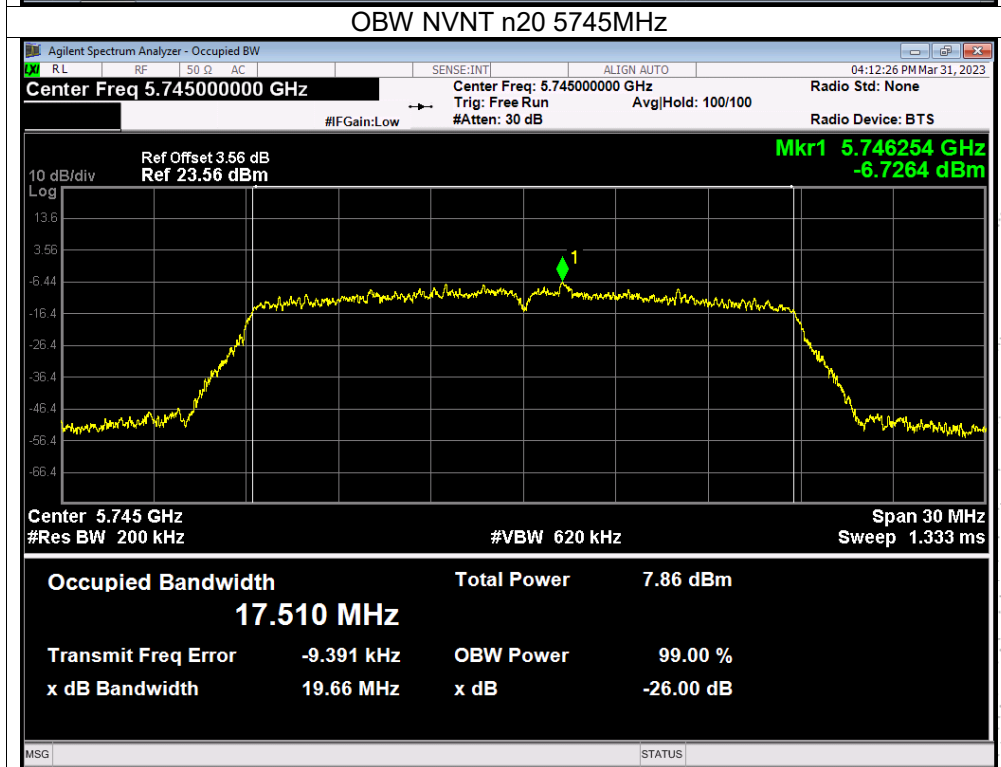 OBW NVNT n20 5745MHz
Agilent Spectrum Analyzer - Occupied BW
LXI RL RF 50 Ω AC SENSE:INT ALIGN AUTO 04:12:26 PM Mar 31, 2023
Center Freq 5.745000000 GHz Center Freq: 5.745000000 GHz Radio Std: None
Trig: Free Run Avg|Hold: 100/100
#IFGain:Low #Atten: 30 dB Radio Device: BTS
Ref Offset 3.56 dB Mkr1 5.746254 GHz
10 dB/div Ref 23.56 dBm -6.7264 dBm
Log
13.6
3.56
1
-6.44
-16.4
-26.4
-36.4
-46.4
-56.4
-66.4
Center 5.745 GHz Span 30 MHz
#Res BW 200 kHz #VBW 620 kHz Sweep 1.333 ms
Occupied Bandwidth Total Power 7.86 dBm
17.510 MHz
Transmit Freq Error -9.391 kHz OBW Power 99.00 %
x dB Bandwidth 19.66 MHz x dB -26.00 dB
MSG STATUS